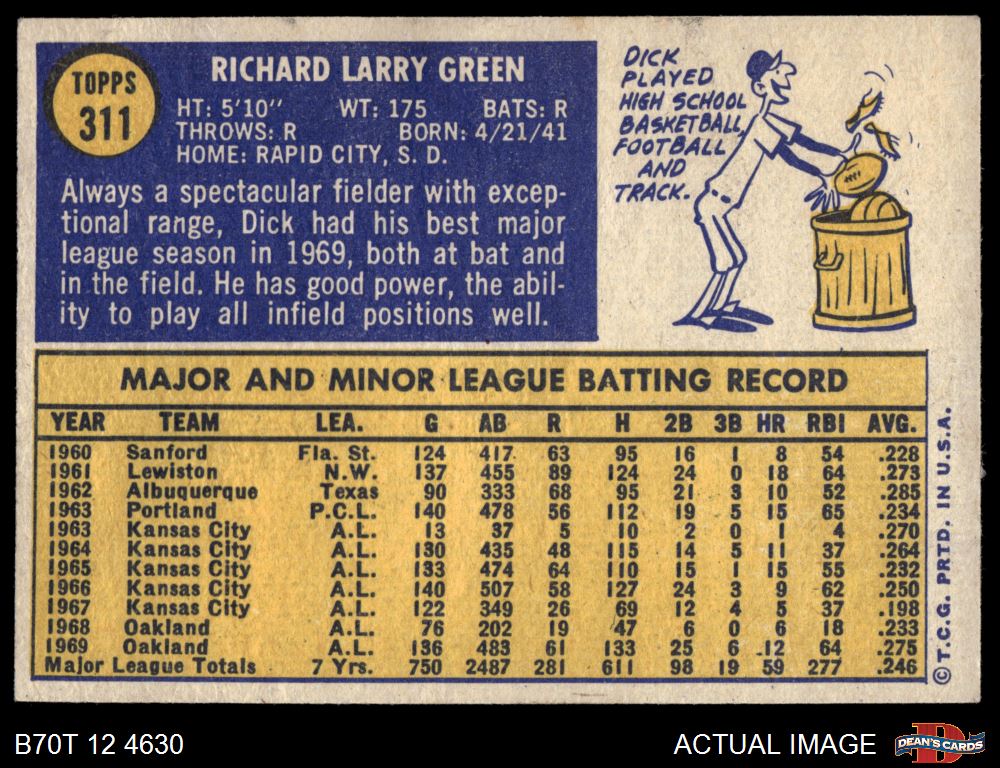 TOPPS
311
RICHARD LARRY GREEN
HT: 5'10" WT: 175 BATS: R
THROWS: R BORN: 4/21/41
HOME: RAPID CITY, S. D.
Always a spectacular fielder with excep-
tional range, Dick had his best major
league season in 1969, both at bat and
in the field. He has good power, the abil-
ity to play all infield positions well.
DICK
PLAYED
HIGH SCHOOL
BASKETBALL,
FOOTBALL
AND
TRACK.
MAJOR AND MINOR LEAGUE BATTING RECORD
YEAR TEAM LEA. G AB R H 2B 3B HR RBI AVG.
1960 Sanford Fla. St. 124 417 63 95 16 1 8 54 .228
1961 Lewiston N.W. 137 455 89 124 24 0 18 64 .273
1962 Albuquerque Texas 90 333 68 95 21 3 10 52 .285
1963 Portland P.C.L. 140 478 56 112 19 5 15 65 .234
1963 Kansas City A.L. 13 37 5 10 2 0 1 4 .270
1964 Kansas City A.L. 130 435 48 115 14 5 11 37 .264
1965 Kansas City A.L. 133 474 64 110 15 1 15 55 .232
1966 Kansas City A.L. 140 507 58 127 24 3 9 62 .250
1967 Kansas City A.L. 122 349 26 69 12 4 5 37 .198
1968 Oakland A.L. 76 202 19 47 6 0 6 18 .233
1969 Oakland A.L. 136 483 61 133 25 6 .12 64 .275
Major League Totals 7 Yrs. 750 2487 281 611 98 19 59 277 .246
© T.C.G. PRTD. IN U.S.A.
B70T 12 4630
ACTUAL IMAGE
DEAN'S CARDS